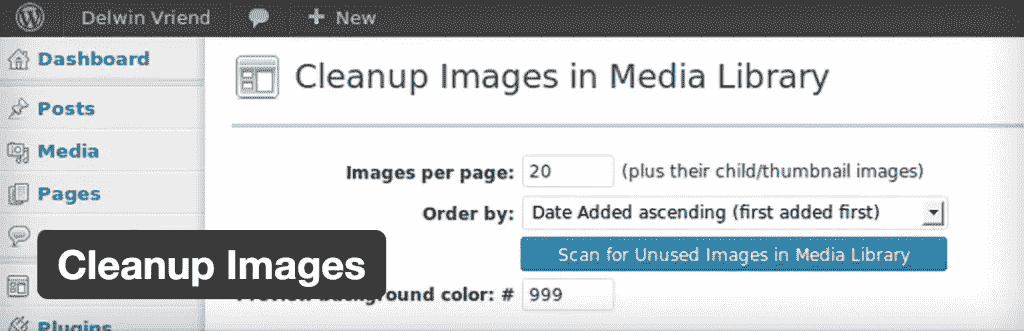 Delwin Vriend + New
Dashboard
Cleanup Images in Media Library
Posts
Media
Images per page: 20 (plus their child/thumbnail images)
Pages
Order by: Date Added ascending (first added first)
Scan for Unused Images in Media Library
Cleanup Images
background color: # 999
Plugins